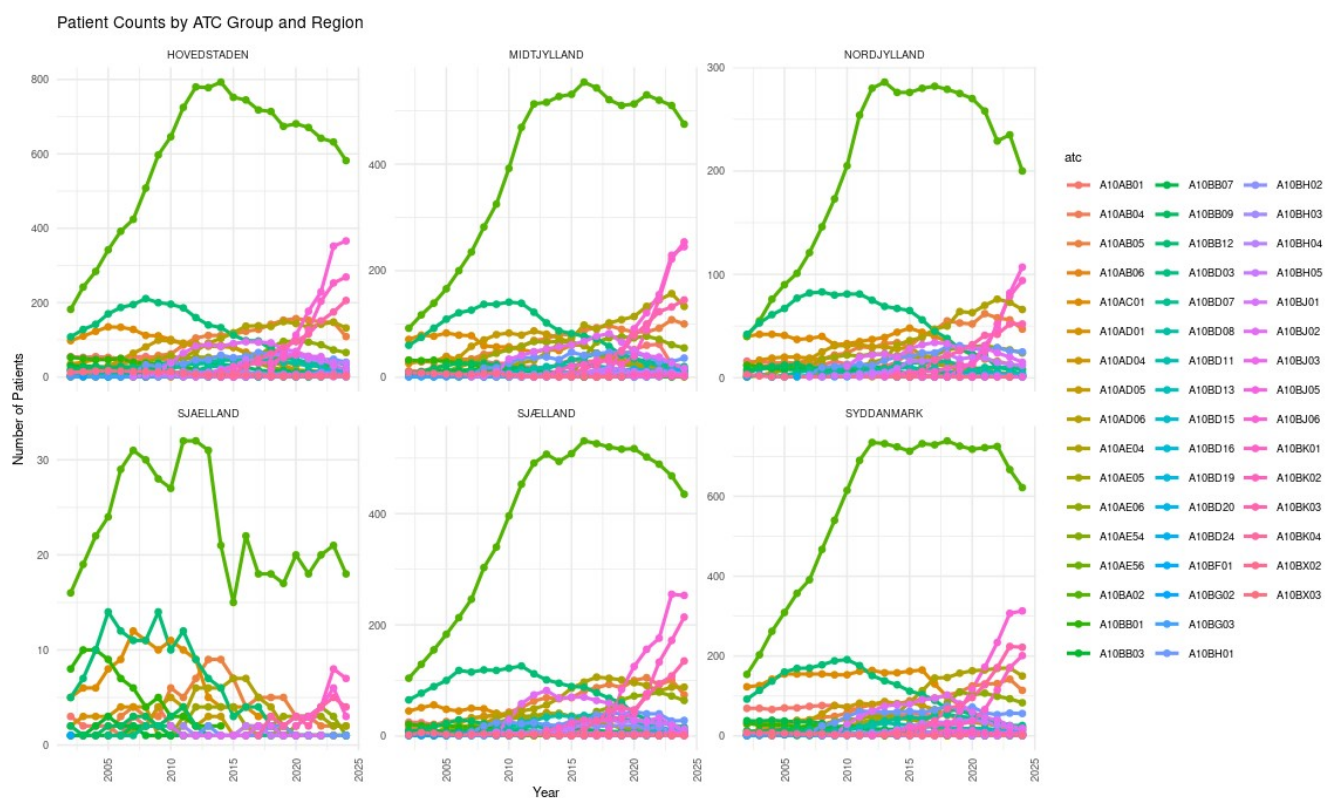 Patient Counts by ATC Group and Region
HOVEDSTADEN
MIDTJYLLAND
NORDJYLLAND
800
600
400
200
0
400
200
0
300
200
100
0
SJAELLAND
SJÆLLAND
SYDDANMARK
30
20
10
0
400
200
0
600
400
200
0
2005 2010 2015 2020 2025
2005 2010 2015 2020 2025
2005 2010 2015 2020 2025
Number of Patients
Year
atc
A10AB01
A10AB04
A10AB05
A10AB06
A10AC01
A10AD01
A10AD04
A10AD05
A10AD06
A10AE04
A10AE05
A10AE06
A10AE54
A10AE56
A10BA02
A10BB01
A10BB03
A10BB07
A10BB09
A10BB12
A10BD03
A10BD07
A10BD08
A10BD11
A10BD13
A10BD15
A10BD16
A10BD19
A10BD20
A10BD24
A10BF01
A10BG02
A10BG03
A10BH01
A10BH02
A10BH03
A10BH04
A10BH05
A10BJ01
A10BJ02
A10BJ03
A10BJ05
A10BJ06
A10BK01
A10BK02
A10BK03
A10BK04
A10BX02
A10BX03